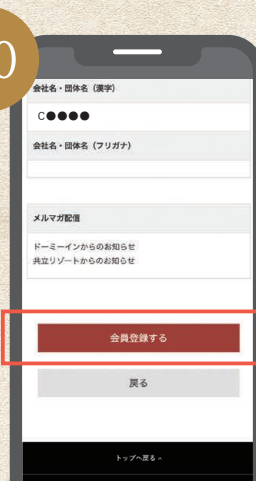 0
会社名・団体名（漢字）
C●●●●
会社名・団体名（フリガナ）
メルマガ配信
ドーミーインからのお知らせ
共立リゾートからのお知らせ
会員登録する
戻る
トップへ戻る ^